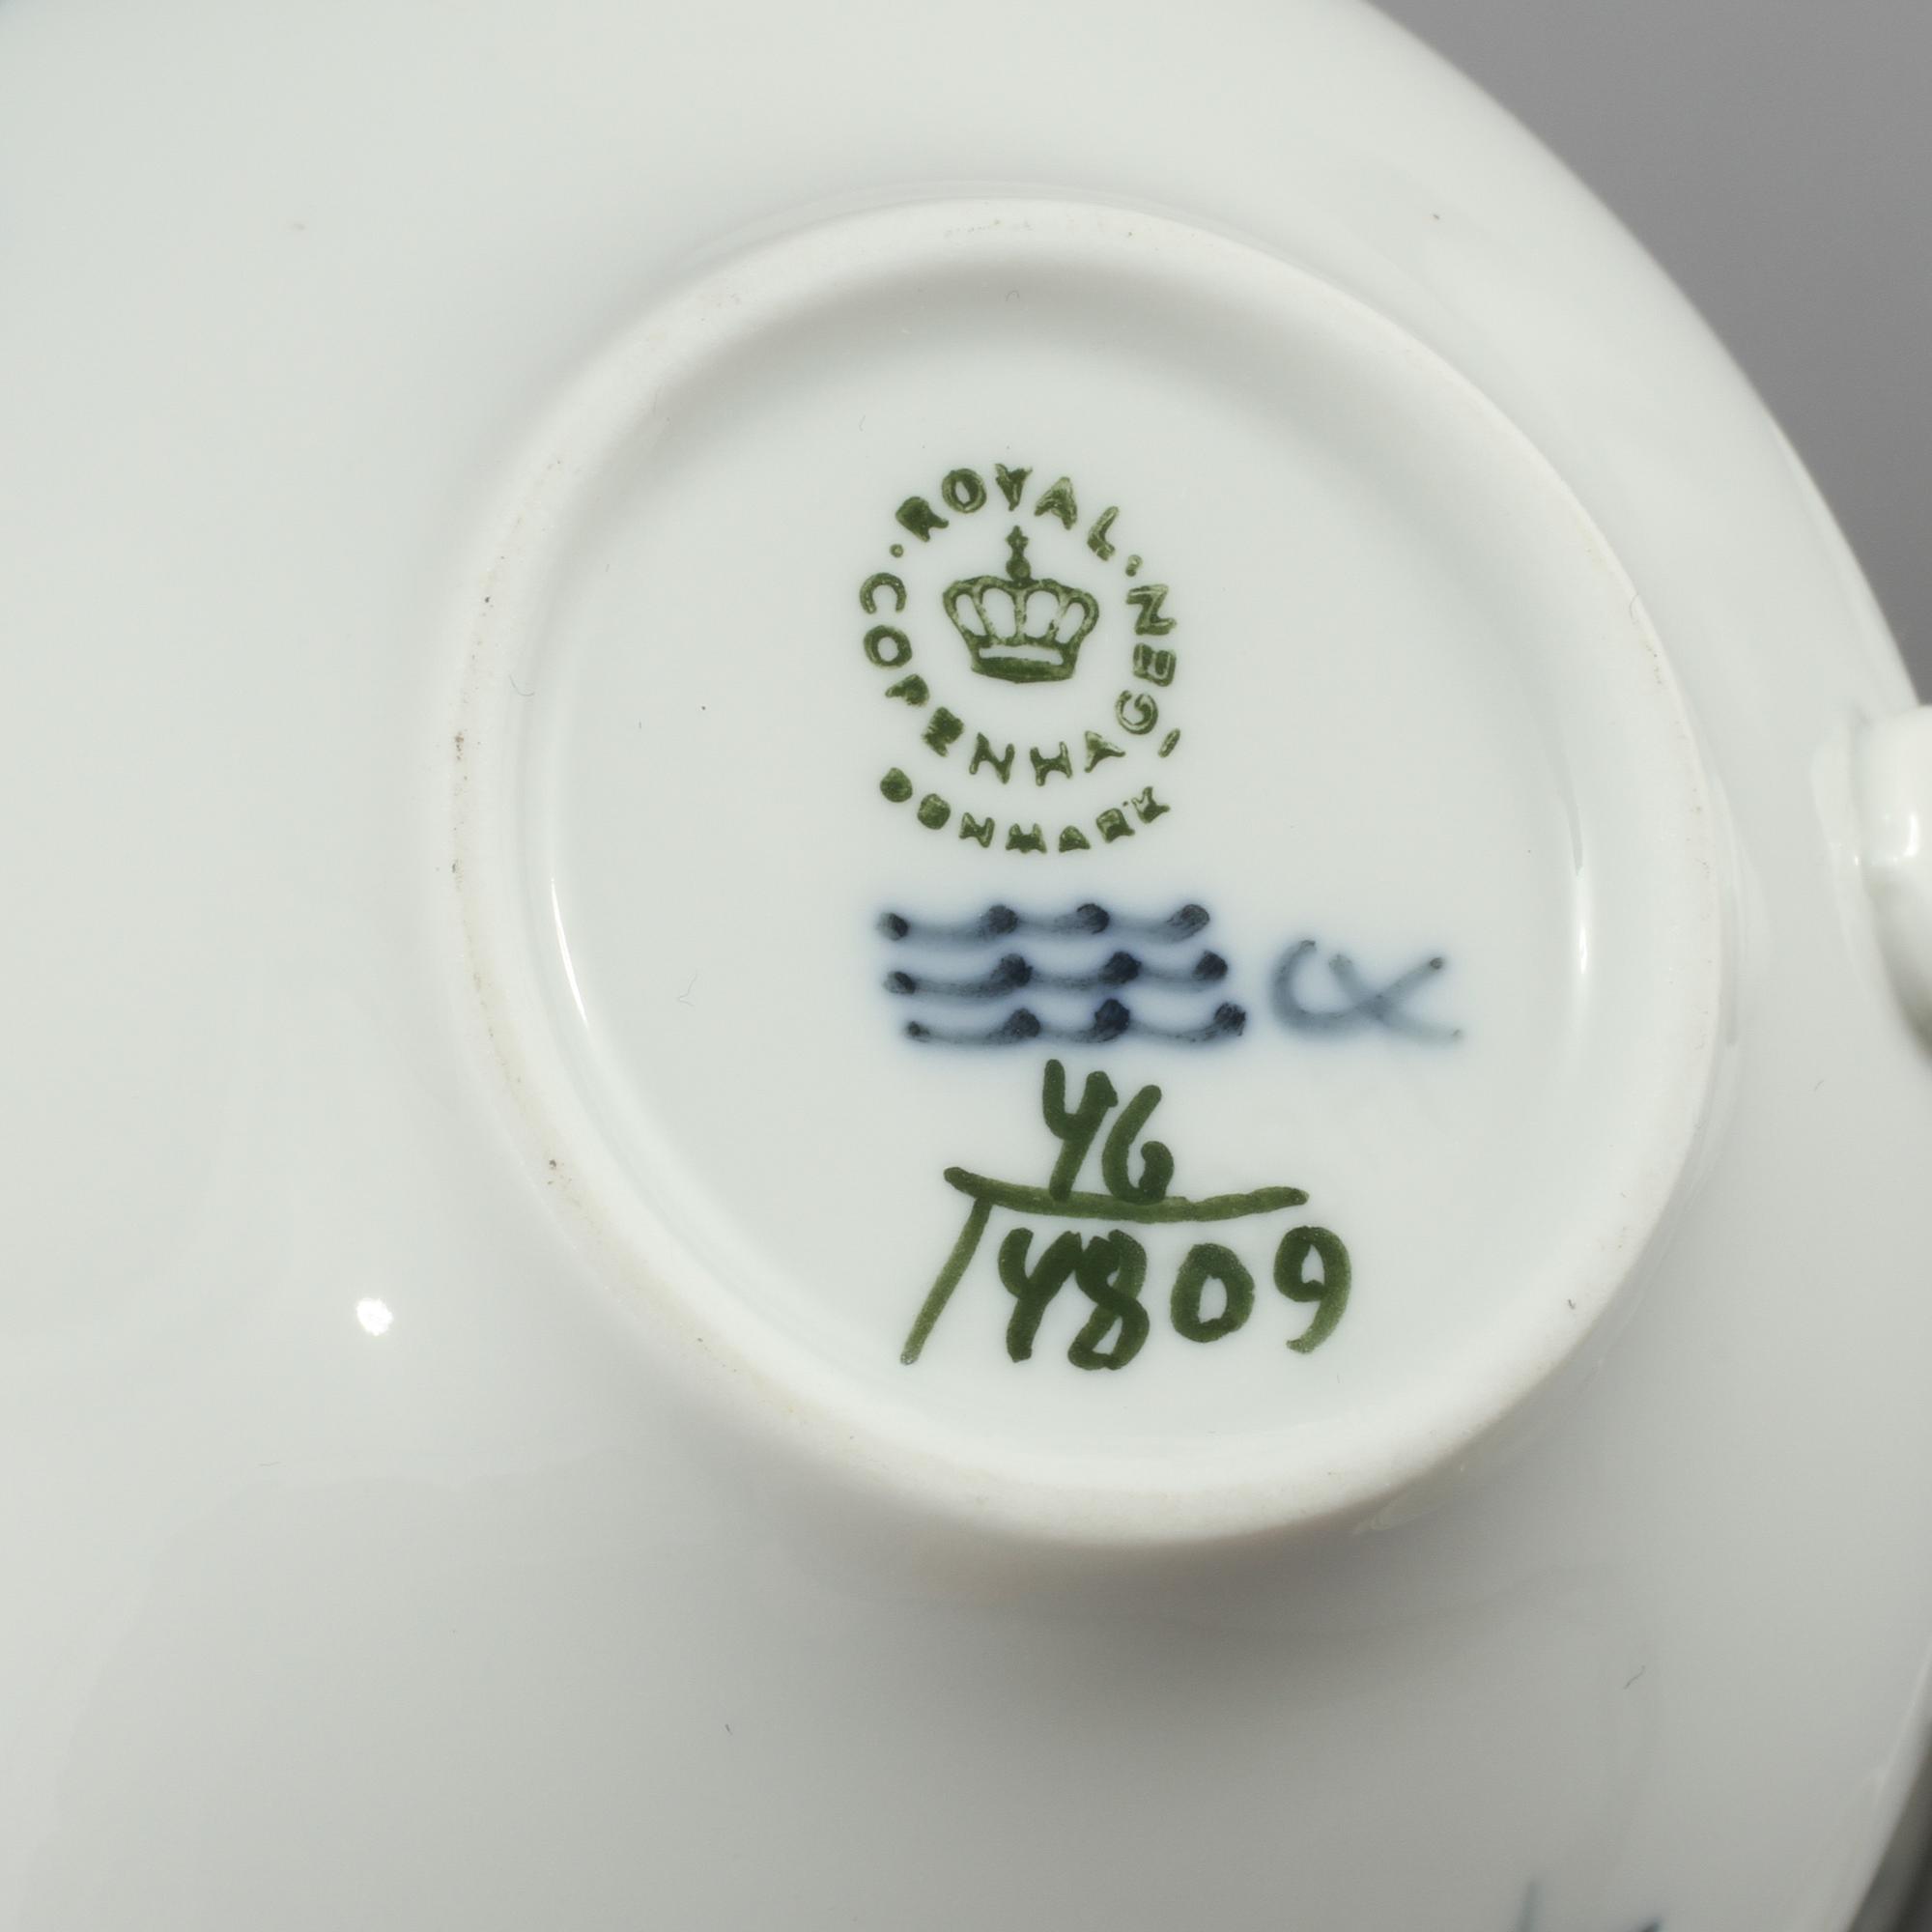 ROYAL
COPENHAGEN
DENMARK
46
4809